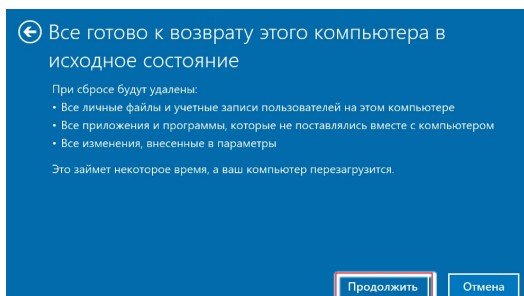 Все готово к возврату этого компьютера в
исходное состояние
При сбросе будут удалены:
• Все личные файлы и учетные записи пользователей на этом компьютере
• Все приложения и программы, которые не поставлялись вместе с компьютером
• Все изменения, внесенные в параметры
Это займет некоторое время, а ваш компьютер перезагрузится.
Продолжить Отмена